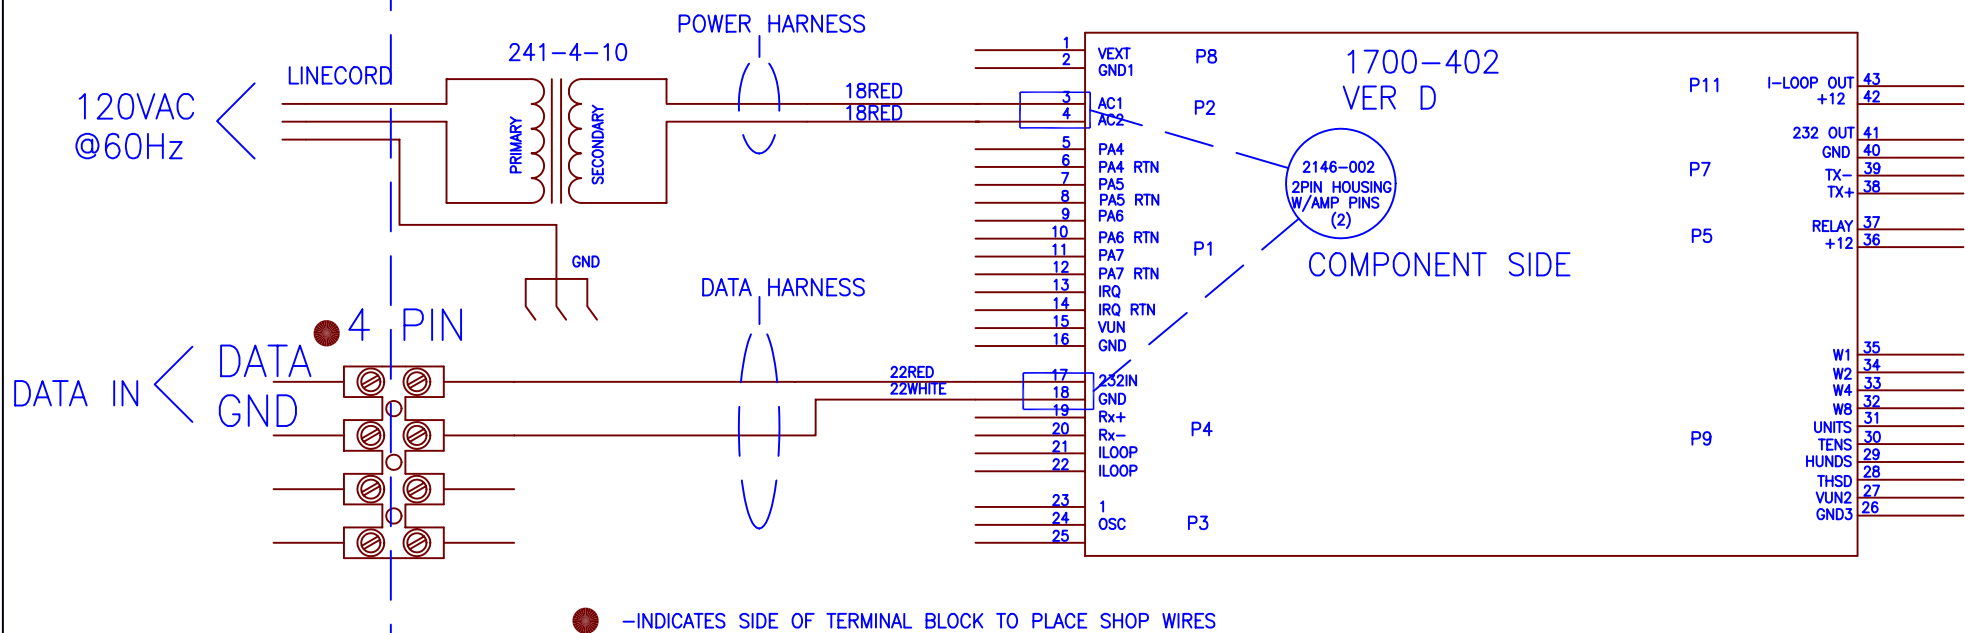 POWER HARNESS
241-4-10
LINECORD
120VAC
@60Hz
PRIMARY
SECONDARY
18RED
18RED
GND
DATA HARNESS
4 PIN
DATA
DATA IN
GND
22RED
22WHITE
1700-402
VER D
2146-002
2PIN HOUSING
W/AMP PINS
(2)
COMPONENT SIDE
P8
P2
P1
P4
P3
1 VEXT
2 GND1
3 AC1
4 AC2
5 PA4
6 PA4 RTN
7 PA5
8 PA5 RTN
9 PA6
10 PA6 RTN
11 PA7
12 PA7 RTN
13 IRQ
14 IRQ RTN
15 VUN
16 GND
17 232IN
18 GND
19 Rx+
20 Rx-
21 ILOOP
22 ILOOP
23 1
24 OSC
25
P11
P7
P5
P9
I-LOOP OUT 43
+12 42
232 OUT 41
GND 40
TX- 39
TX+ 38
RELAY 37
+12 36
W1 35
W2 34
W4 33
W8 32
UNITS 31
TENS 30
HUNDS 29
THSD 28
VUN2 27
GND3 26
-INDICATES SIDE OF TERMINAL BLOCK TO PLACE SHOP WIRES